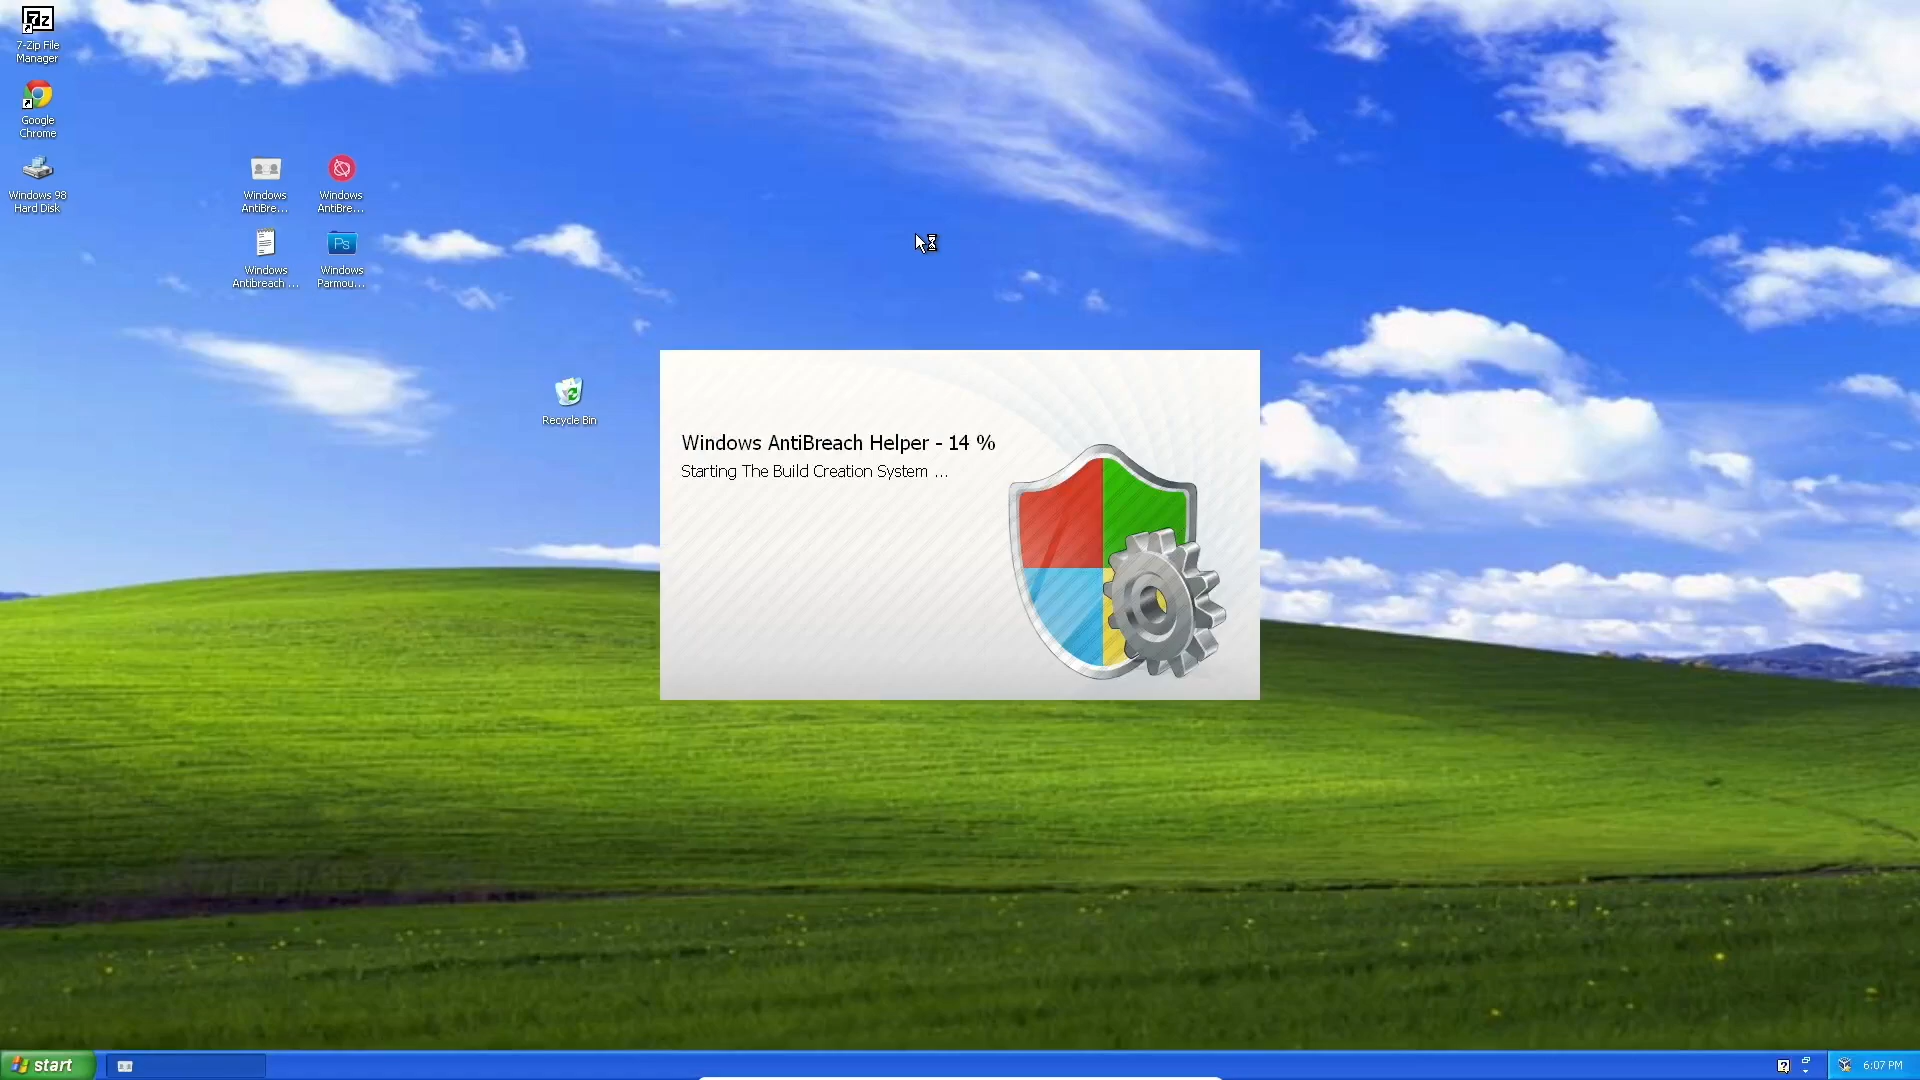 7-Zip File
Manager
Google
Chrome
Windows 98
Hard Disk
Windows
AntiBre...
Windows
AntiBre...
Windows
Antibreach ...
Ps
Windows
Parmou...
Recycle Bin
Windows AntiBreach Helper - 14 %
Starting The Build Creation System ...
start
6:07 PM